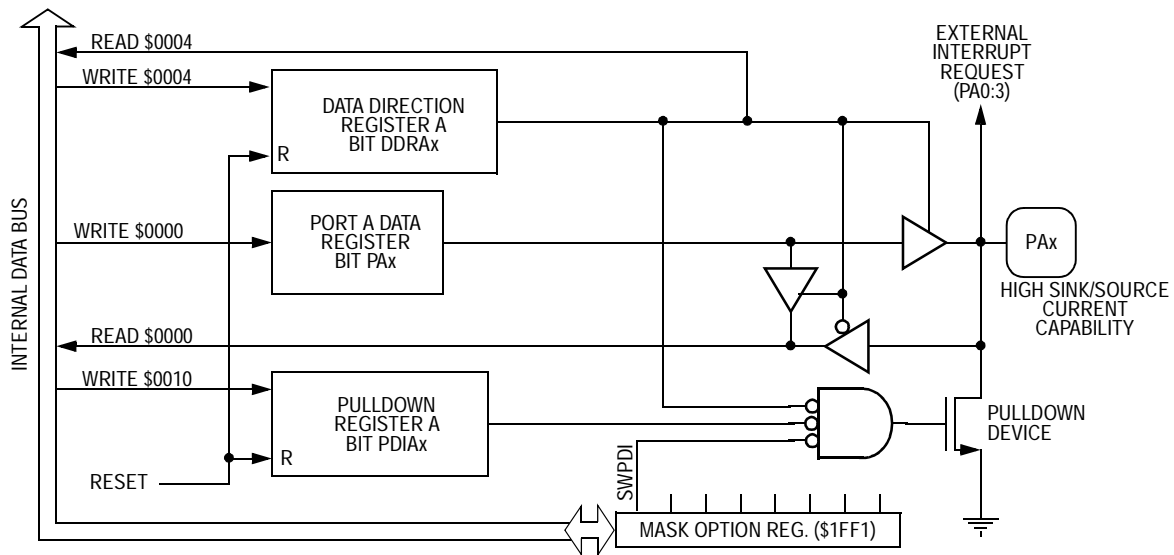 READ $0004
WRITE $0004
DATA DIRECTION
REGISTER A
BIT DDRAx
R
EXTERNAL
INTERRUPT
REQUEST
(PA0:3)
INTERNAL DATA BUS
WRITE $0000
PORT A DATA
REGISTER
BIT PAx
PAx
HIGH SINK/SOURCE
CURRENT
CAPABILITY
READ $0000
WRITE $0010
PULLDOWN
REGISTER A
BIT PDIAx
R
RESET
PULLDOWN
DEVICE
SWPDI
MASK OPTION REG. ($1FF1)